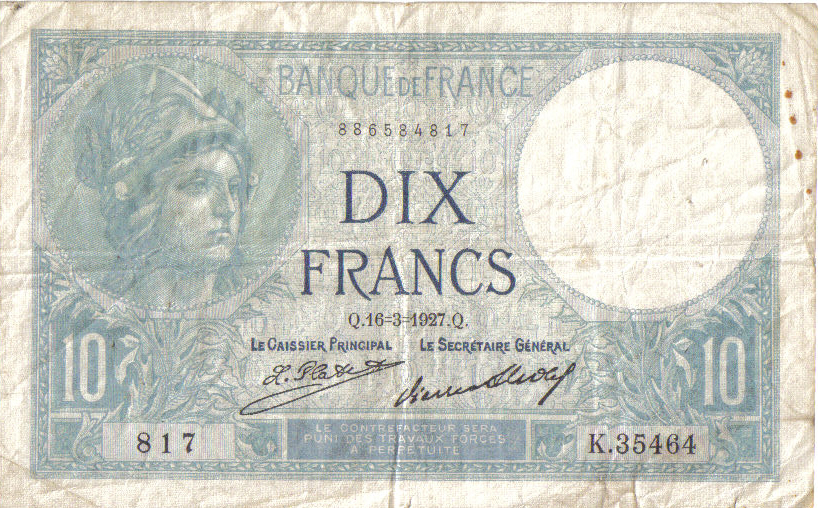 BANQUE DE FRANCE
886584817
DIX
FRANCS
Q.16=3=1927.Q.
LE CAISSIER PRINCIPAL LE SECRÉTAIRE GÉNÉRAL
10 10
817 K.35464
LE CONTREFACTEUR SERA
PUNI DES TRAVAUX FORCÉS
PERPÉTUITÉ